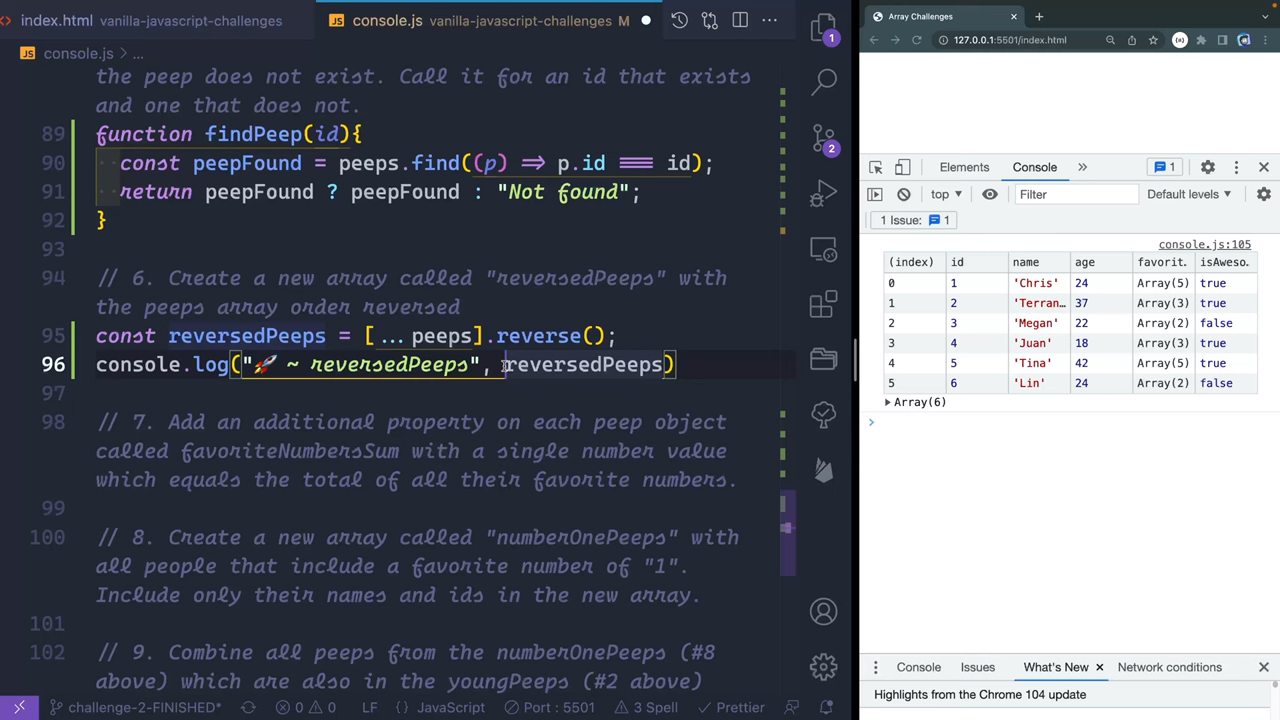 index.html vanilla-javascript-challenges
JS console.js vanilla-javascript-challenges M
JS console.js > ...
the peep does not exist. Call it for an id that exists
and one that does not.
89 function findPeep(id){
90 const peepFound = peeps.find((p) => p.id === id);
91 return peepFound ? peepFound : "Not found";
92 }
93
94 // 6. Create a new array called "reversedPeeps" with
the peeps array order reversed
95 const reversedPeeps = [...peeps].reverse();
96 console.log("🚀 ~ reversedPeeps", reversedPeeps)
97
98 // 7. Add an additional property on each peep object
called favoriteNumbersSum with a single number value
which equals the total of all their favorite numbers.
99
100 // 8. Create a new array called "numberOnePeeps" with
all people that include a favorite number of "1".
Include only their names and ids in the new array.
101
102 // 9. Combine all peeps from the numberOnePeeps (#8
above) which are also in the youngPeeps (#2 above)
challenge-2-FINISHED* 0 0 LF JavaScript Port : 5501 3 Spell Prettier
1
2
Array Challenges
127.0.0.1:5501/index.html
Elements Console 1
top Filter Default levels
1 Issue: 1
console.js:105
(index) id name age favorit. isAweso.
0 1 'Chris' 24 Array(5) true
1 2 'Terran... 37 Array(3) true
2 3 'Megan' 22 Array(2) false
3 4 'Juan' 18 Array(3) true
4 5 'Tina' 42 Array(5) true
5 6 'Lin' 24 Array(2) false
Array(6)
Console Issues What's New Network conditions
Highlights from the Chrome 104 update